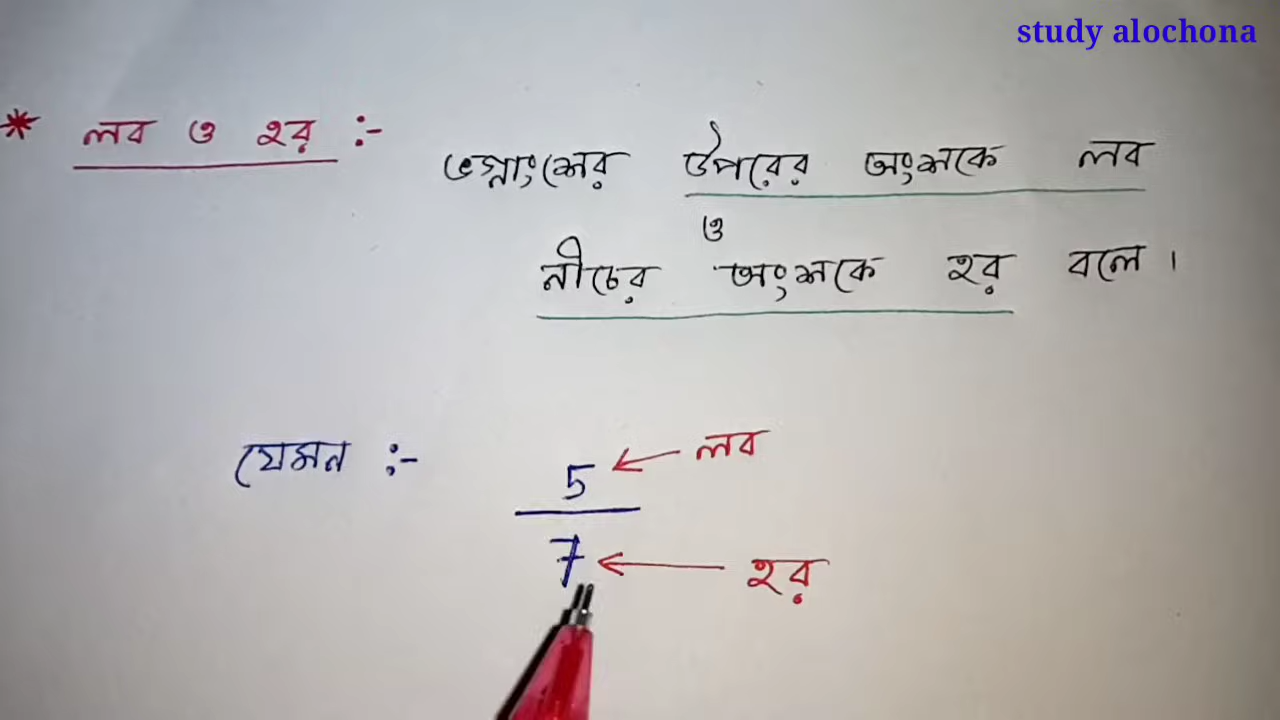 study alochona
* লব ও হর :-
ভগ্নাংশের উপরের অংশকে লব
ও
নীচের অংশকে হর বলে।
যেমন :-
5 ← লব
7 ← হর